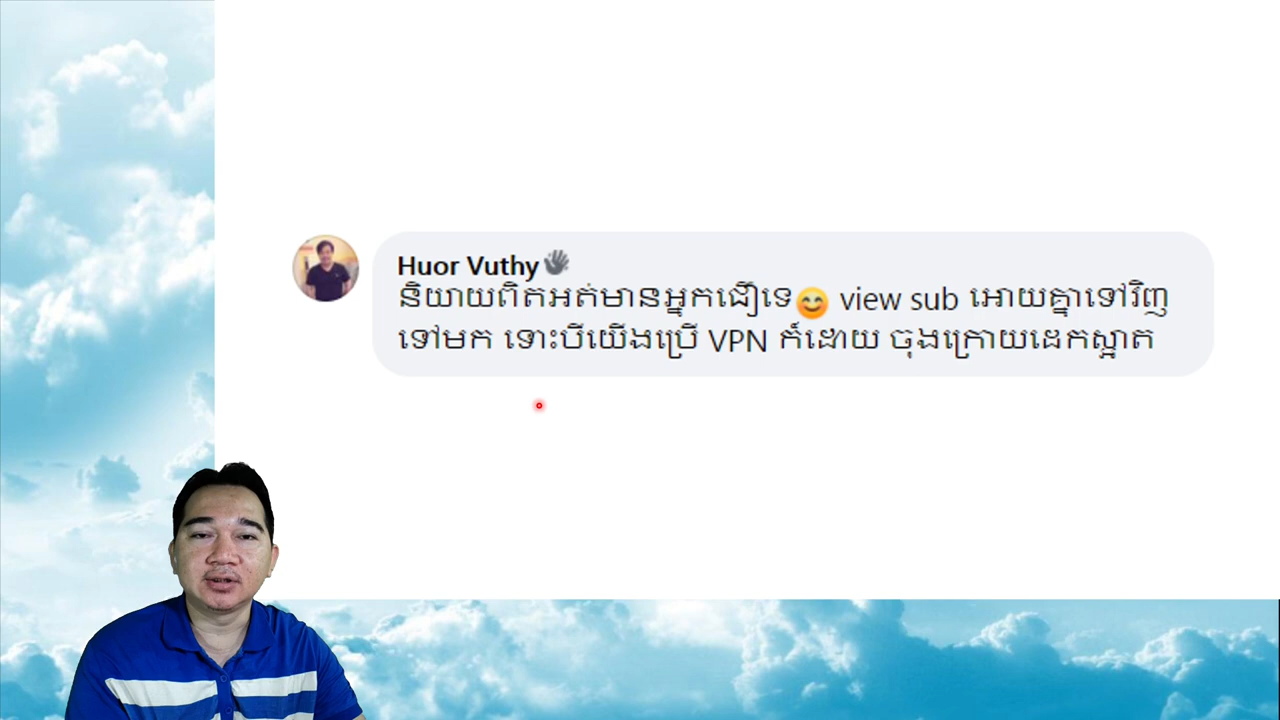 Huor Vuthy👋
និយាយពិតអត់មានអ្នកជឿទេ😊 view sub អោយគ្នាទៅវិញ
ទៅមក ទោះបីយើងប្រើ VPN ក៏ដោយ ចុងក្រោយដេកស្អាត